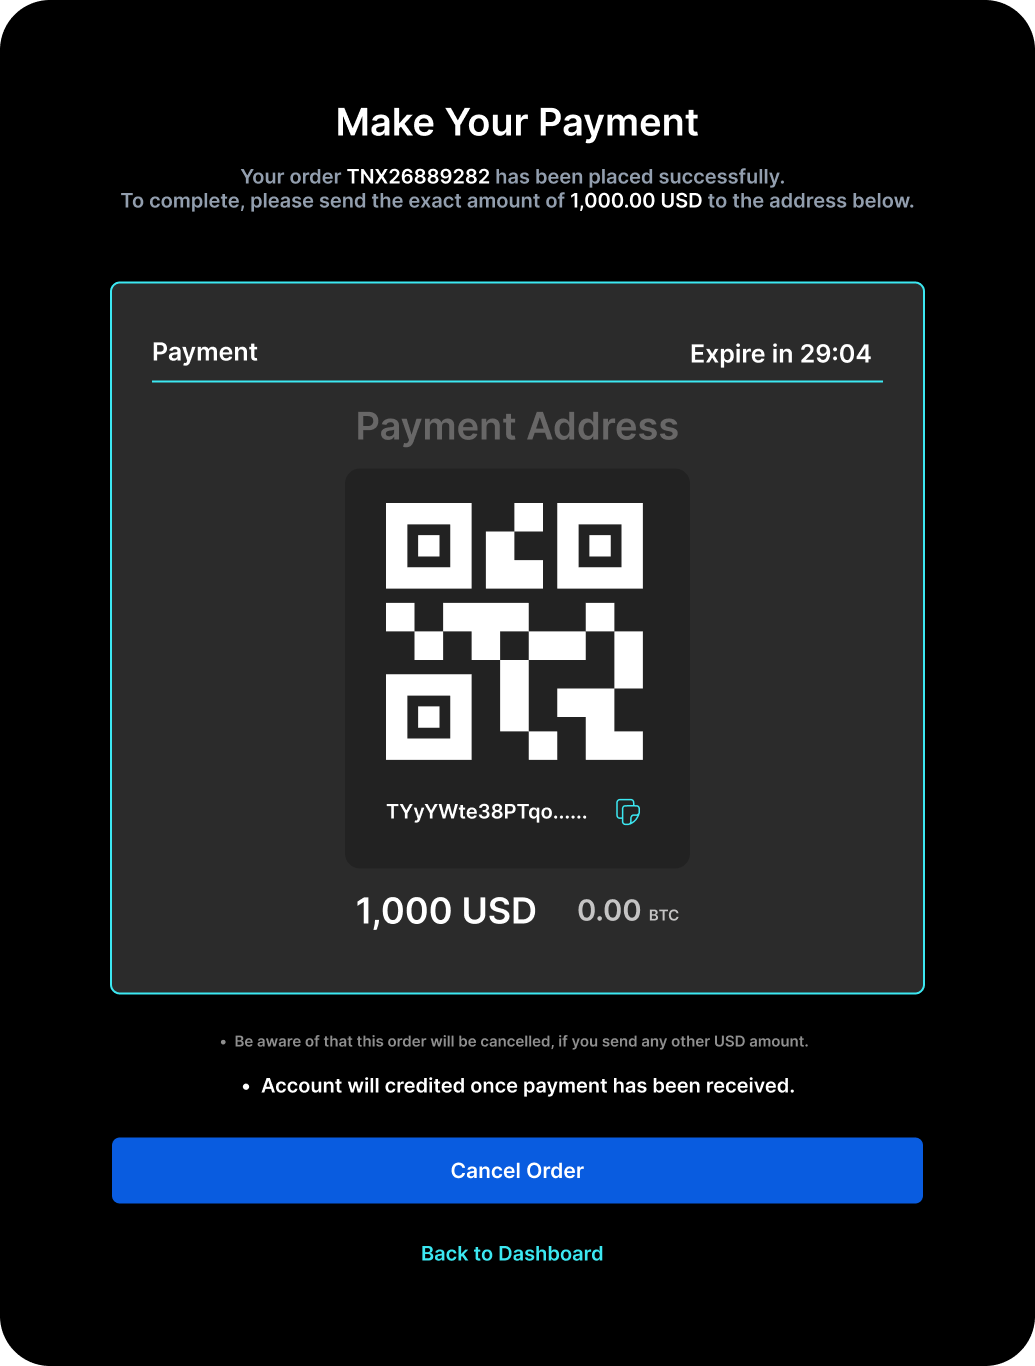 Make Your Payment
Your order TNX26889282 has been placed successfully.
To complete, please send the exact amount of 1,000.00 USD to the address below.
Payment
Expire in 29:04
Payment Address
TYyYWte38PTqo......
1,000 USD
0.00 BTC
• Be aware of that this order will be cancelled, if you send any other USD amount.
• Account will credited once payment has been received.
Cancel Order
Back to Dashboard